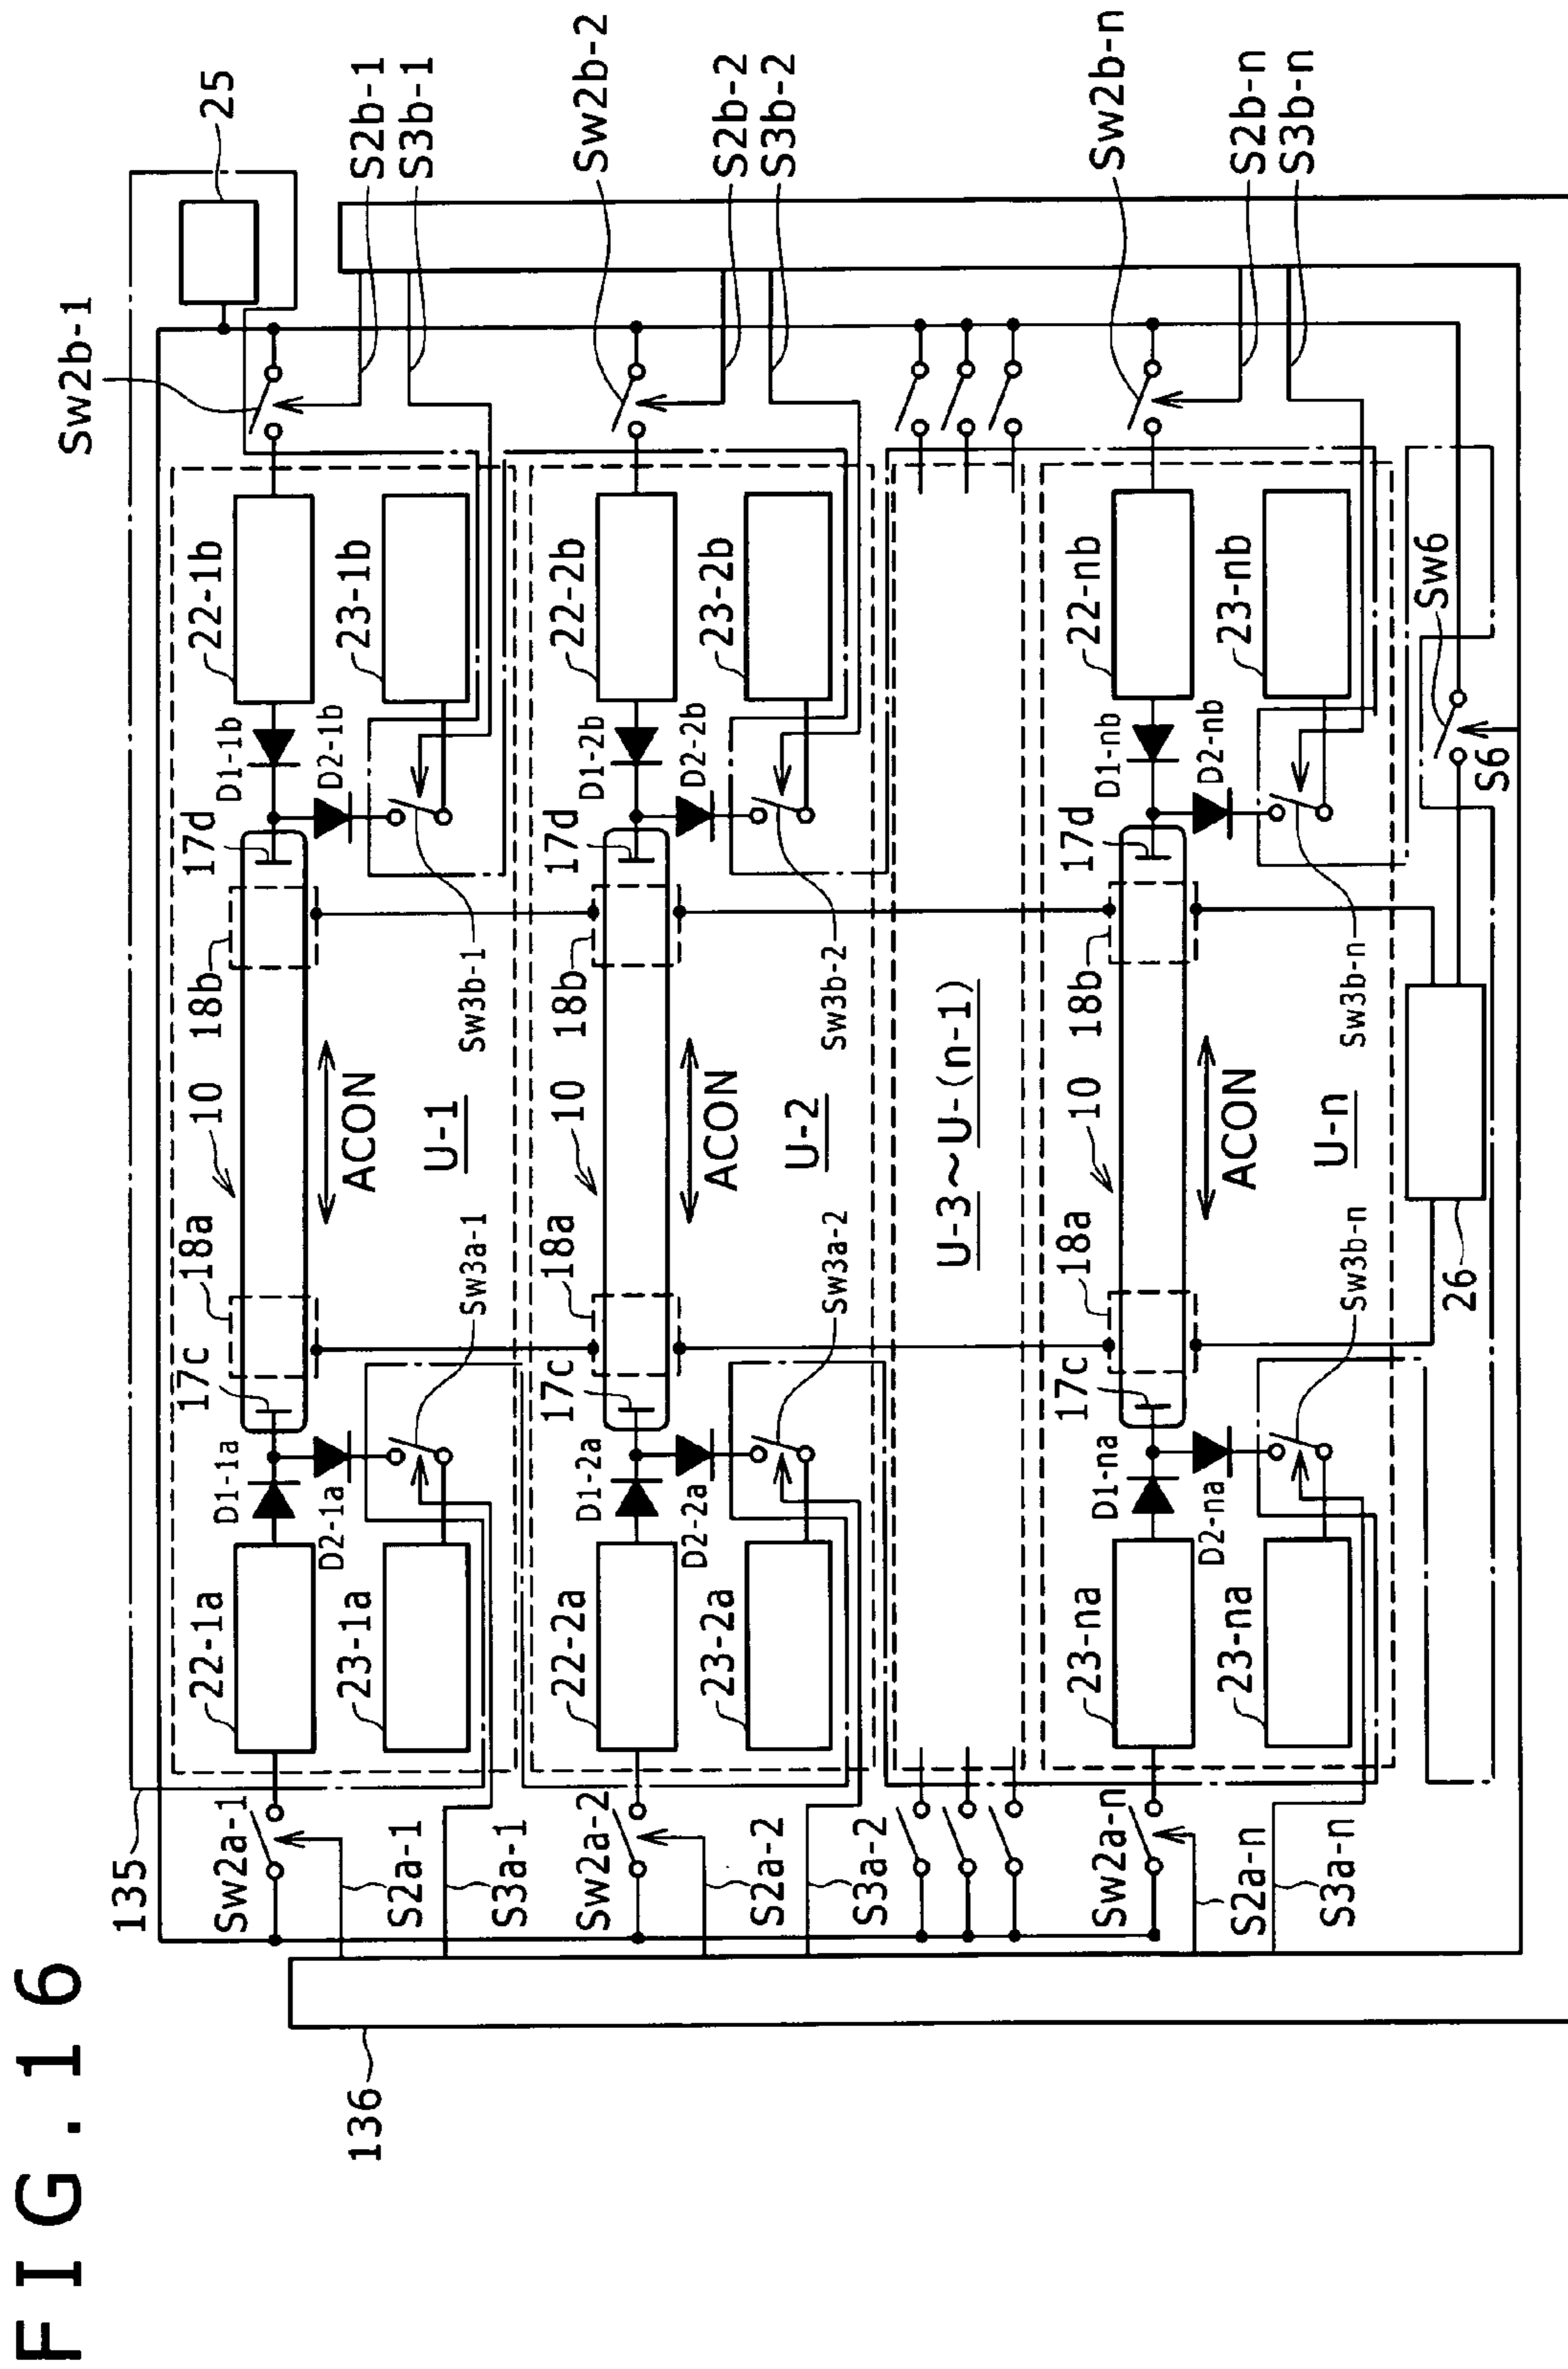 FIG.16
136
135
25
Sw2b-1
S2b-1
S3b-1
Sw2b-2
S2b-2
S3b-2
Sw2b-n
S2b-n
S3b-n
Sw2a-1
22-1a
D1-1a
17c
18a
10
18b
17d
D1-1b
22-1b
S2a-1
23-1a
D2-1a
ACON
D2-1b
23-1b
S3a-1
Sw3a-1
U-1
Sw3b-1
Sw2a-2
22-2a
D1-2a
17c
18a
10
18b
17d
D1-2b
22-2b
S2a-2
23-2a
D2-2a
ACON
D2-2b
23-2b
S3a-2
Sw3a-2
U-2
Sw3b-2
U-3~U-(n-1)
Sw2a-n
23-na
D1-na
17c
18a
10
18b
17d
D1-nb
22-nb
S2a-n
23-na
D2-na
ACON
D2-nb
23-nb
S3a-n
Sw3b-n
U-n
Sw3b-n
26
Sw6
S6